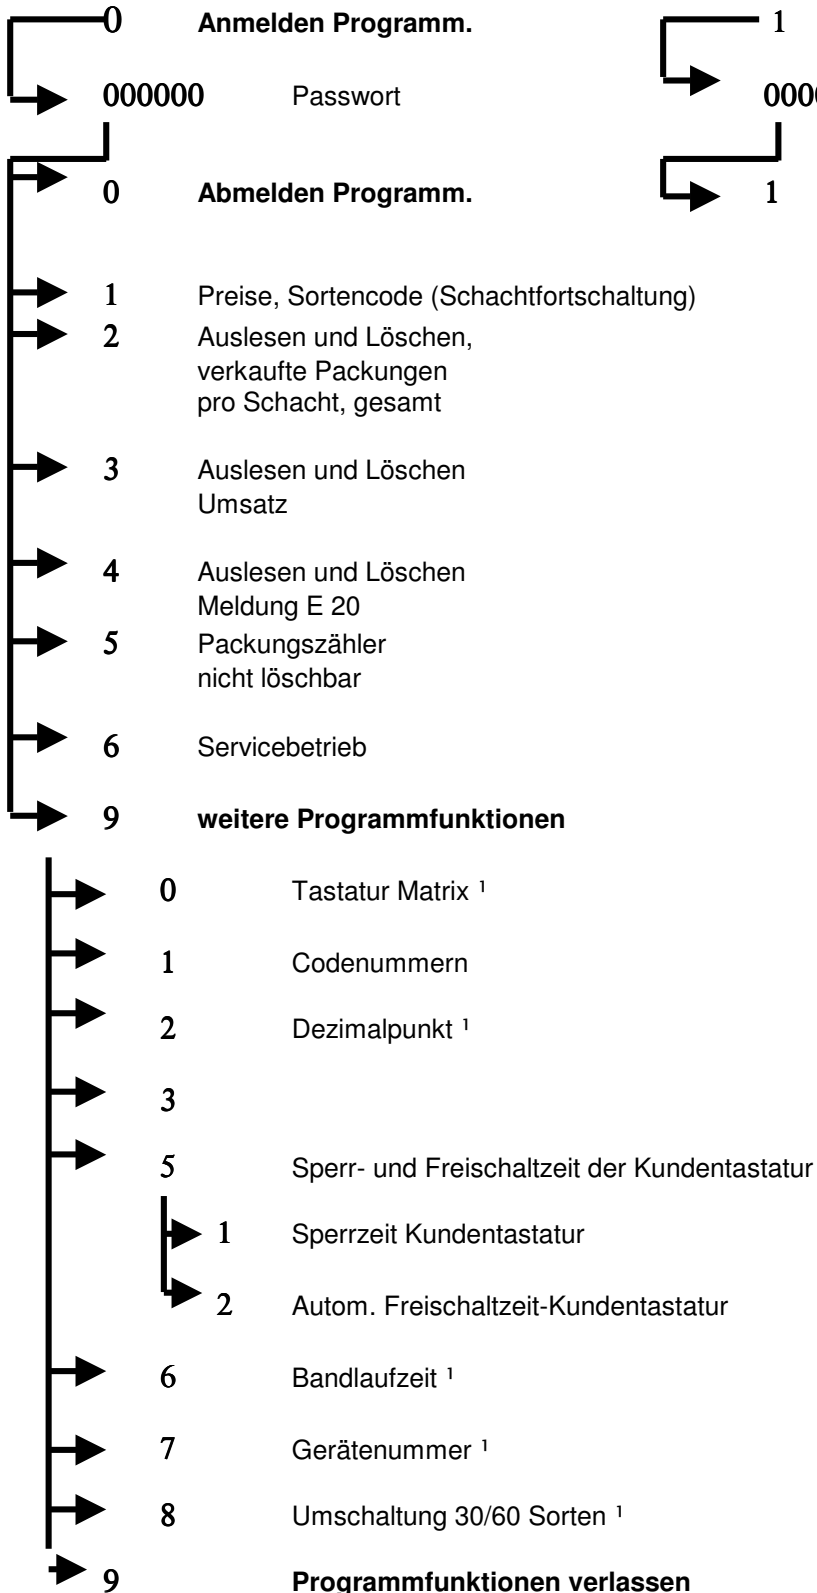 0 Anmelden Programm. 1
000000 Passwort 0000
0 Abmelden Programm. 1
1 Preise, Sortencode (Schachtfortschaltung)
2 Auslesen und Löschen,
verkaufte Packungen
pro Schacht, gesamt
3 Auslesen und Löschen
Umsatz
4 Auslesen und Löschen
Meldung E 20
5 Packungszähler
nicht löschbar
6 Servicebetrieb
9 weitere Programmfunktionen
0 Tastatur Matrix ¹
1 Codenummern
2 Dezimalpunkt ¹
3
5 Sperr- und Freischaltzeit der Kundentastatur
1 Sperrzeit Kundentastatur
2 Autom. Freischaltzeit-Kundentastatur
6 Bandlaufzeit ¹
7 Gerätenummer ¹
8 Umschaltung 30/60 Sorten ¹
9 Programmfunktionen verlassen